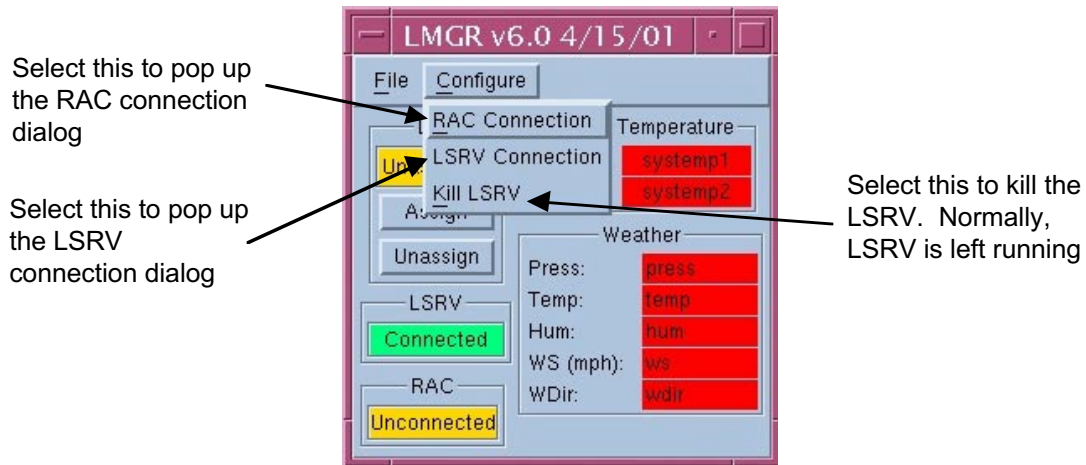 LMGR v6.0 4/15/01
File Configure
Select this to pop up
the RAC connection
dialog
RAC Connection
LSRV Connection
Kill LSRV
Temperature
systemp1
systemp2
Select this to pop up
the LSRV
connection dialog
Assign
Unassign
Select this to kill the
LSRV. Normally,
LSRV is left running
Weather
Press: press
Temp: temp
Hum: hum
WS (mph): ws
WDir: wdir
LSRV
Connected
RAC
Unconnected